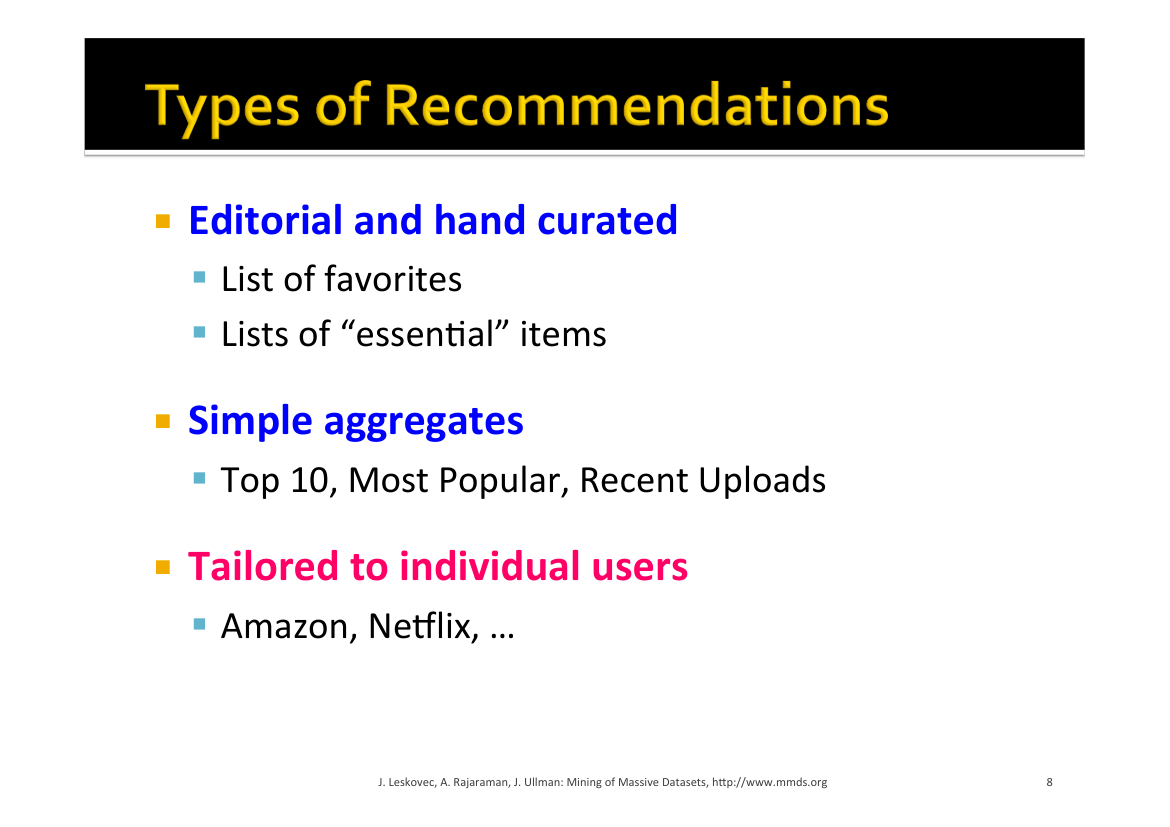 Types of Recommendations
Editorial and hand curated
List of favorites
Lists of “essential” items
Simple aggregates
Top 10, Most Popular, Recent Uploads
Tailored to individual users
Amazon, Netflix, …
J. Leskovec, A. Rajaraman, J. Ullman: Mining of Massive Datasets, http://www.mmds.org
8